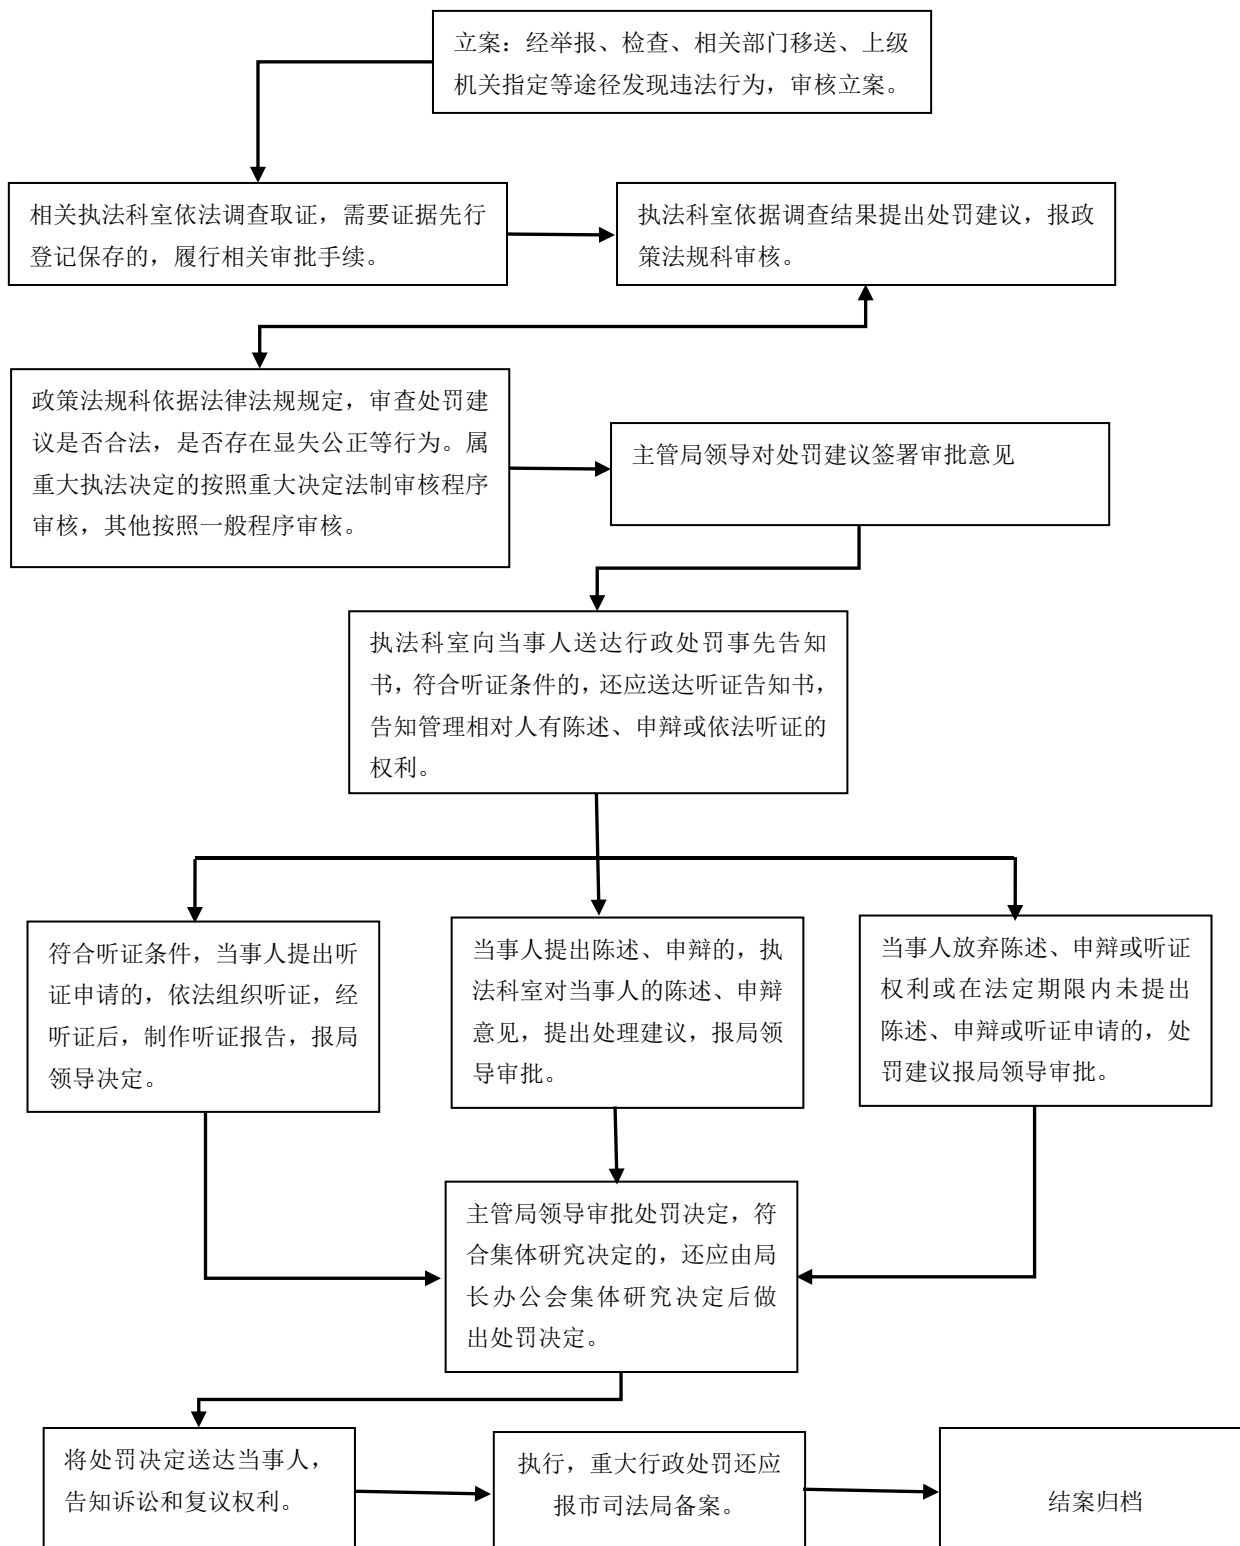 立案：经举报、检查、相关部门移送、上级
机关指定等途径发现违法行为，审核立案。
相关执法科室依法调查取证，需要证据先行
登记保存的，履行相关审批手续。
执法科室依据调查结果提出处罚建议，报政
策法规科审核。
政策法规科依据法律法规规定，审查处罚建
议是否合法，是否存在显失公正等行为。属
重大执法决定的按照重大决定法制审核程序
审核，其他按照一般程序审核。
主管局领导对处罚建议签署审批意见
执法科室向当事人送达行政处罚事先告知
书，符合听证条件的，还应送达听证告知书，
告知管理相对人有陈述、申辩或依法听证的
权利。
符合听证条件，当事人提出听
证申请的，依法组织听证，经
听证后，制作听证报告，报局
领导决定。
当事人提出陈述、申辩的，执
法科室对当事人的陈述、申辩
意见，提出处理建议，报局领
导审批。
当事人放弃陈述、申辩或听证
权利或在法定期限内未提出
陈述、申辩或听证申请的，处
罚建议报局领导审批。
主管局领导审批处罚决定，符
合集体研究决定的，还应由局
长办公会集体研究决定后做
出处罚决定。
将处罚决定送达当事人，
告知诉讼和复议权利。
执行，重大行政处罚还应
报市司法局备案。
结案归档